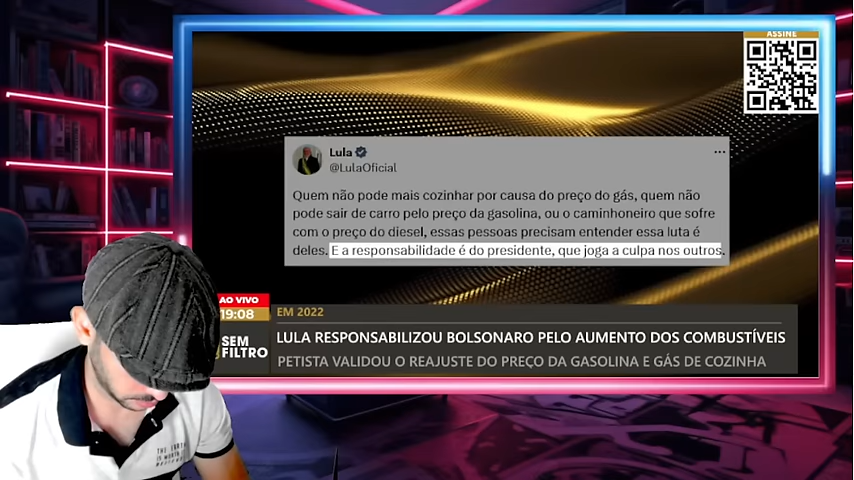 ASSINE
Lula
@LulaOficial
Quem não pode mais cozinhar por causa do preço do gás, quem não
pode sair de carro pelo preço da gasolina, ou o caminhoneiro que sofre
com o preço do diesel, essas pessoas precisam entender essa luta é
deles. E a responsabilidade é do presidente, que joga a culpa nos outros.
AO VIVO
19:08
EM 2022
SEM
FILTRO
LULA RESPONSABILIZOU BOLSONARO PELO AUMENTO DOS COMBUSTÍVEIS
PETISTA VALIDOU O REAJUSTE DO PREÇO DA GASOLINA E GÁS DE COZINHA
THE
IS WORTH